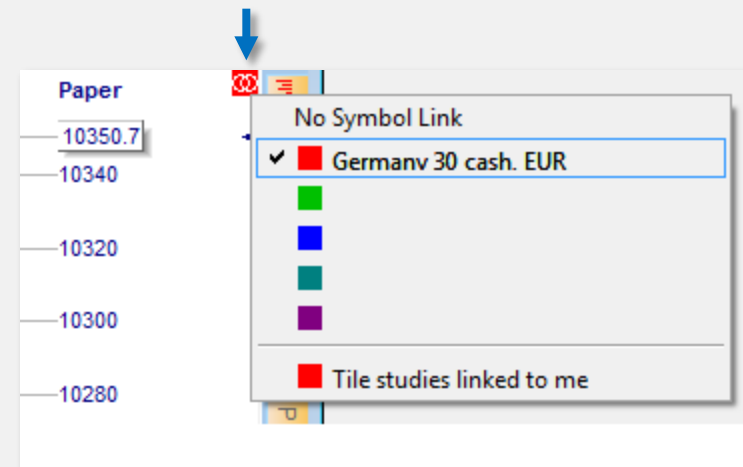 Paper
10350.7
10340
10320
10300
10280
No Symbol Link
Germany 30 cash. EUR
Tile studies linked to me
P